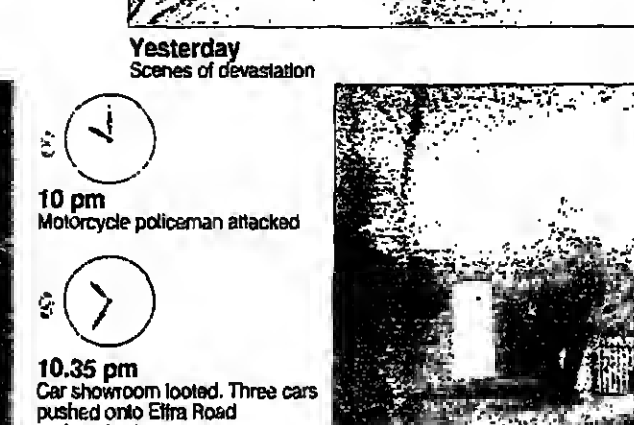 Yesterday
Scenes of devastation
10 pm
Motorcycle policeman attacked
10.35 pm
Car showroom looted. Three cars
pushed onto Effra Road